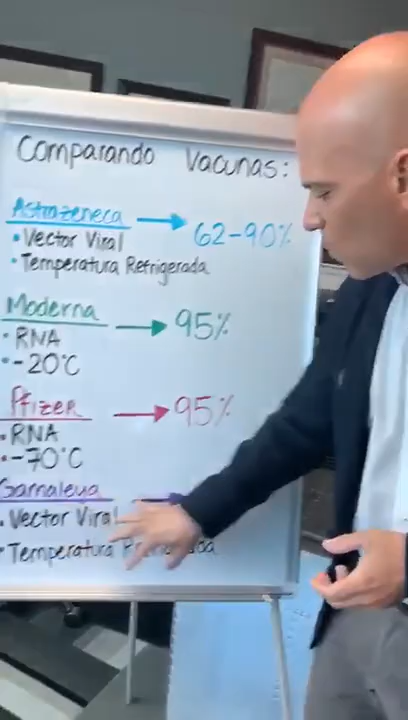 Comparando Vacunas:
Astrazeneca → 62-90%
• Vector Viral
• Temperatura Refrigerada
Moderna → 95%
• RNA
• -20°C
Pfizer → 95%
• RNA
• -70°C
Gamaleya
• Vector Viral
• Temperatura